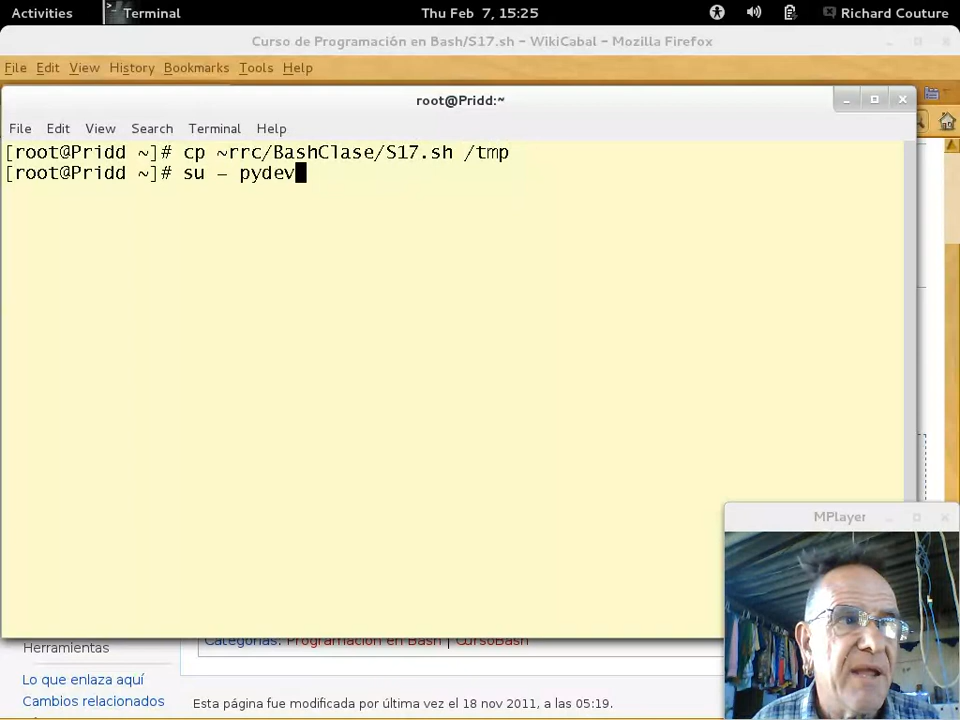 Activities Terminal Thu Feb 7, 15:25 Richard Couture
Curso de Programación en Bash/S17.sh – WikiCabal – Mozilla Firefox
File Edit View History Bookmarks Tools Help
root@Pridd:~
File Edit View Search Terminal Help
[root@Pridd ~]# cp ~rrc/BashClase/S17.sh /tmp
[root@Pridd ~]# su – pydev
MPlayer
Categorías: Programación en Bash | CursoBash
Herramientas
Lo que enlaza aquí
Cambios relacionados
Esta página fue modificada por última vez el 18 nov 2011, a las 05:19.